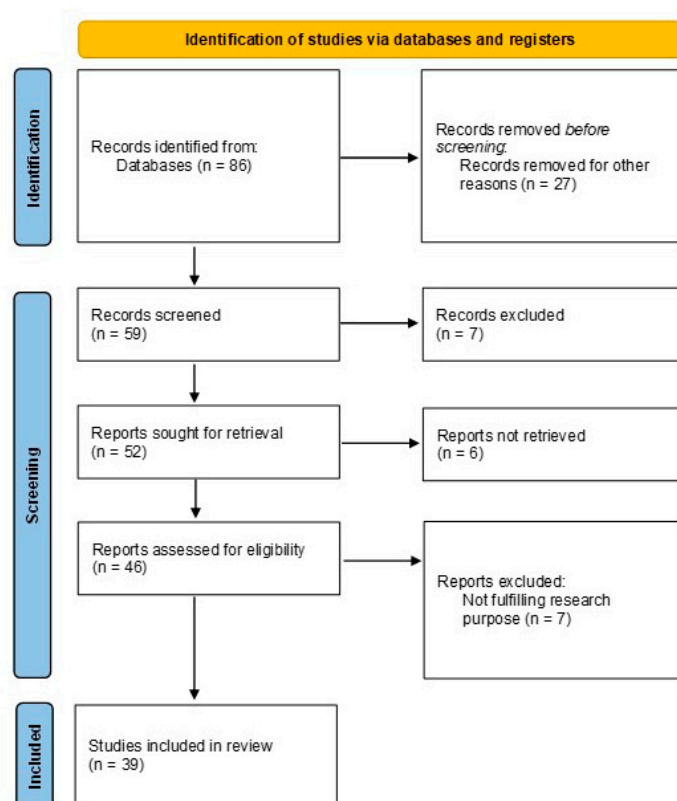 Identification of studies via databases and registers
Identification
Records identified from:
Databases (n = 86)
Records removed before
screening:
Records removed for other
reasons (n = 27)
Screening
Records screened
(n = 59)
Records excluded
(n = 7)
Reports sought for retrieval
(n = 52)
Reports not retrieved
(n = 6)
Reports assessed for eligibility
(n = 46)
Reports excluded:
Not fulfilling research
purpose (n = 7)
Included
Studies included in review
(n = 39)